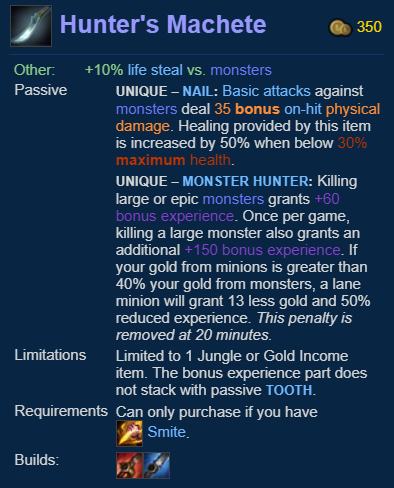 Hunter's Machete
350
Other: +10% life steal vs. monsters
Passive UNIQUE – NAIL: Basic attacks against
monsters deal 35 bonus on-hit physical
damage. Healing provided by this item
is increased by 50% when below 30%
maximum health.
UNIQUE – MONSTER HUNTER: Killing
large or epic monsters grants +60
bonus experience. Once per game,
killing a large monster also grants an
additional +150 bonus experience. If
your gold from minions is greater than
40% your gold from monsters, a lane
minion will grant 13 less gold and 50%
reduced experience. This penalty is
removed at 20 minutes.
Limitations Limited to 1 Jungle or Gold Income
item. The bonus experience part does
not stack with passive TOOTH.
Requirements Can only purchase if you have
Smite.
Builds: